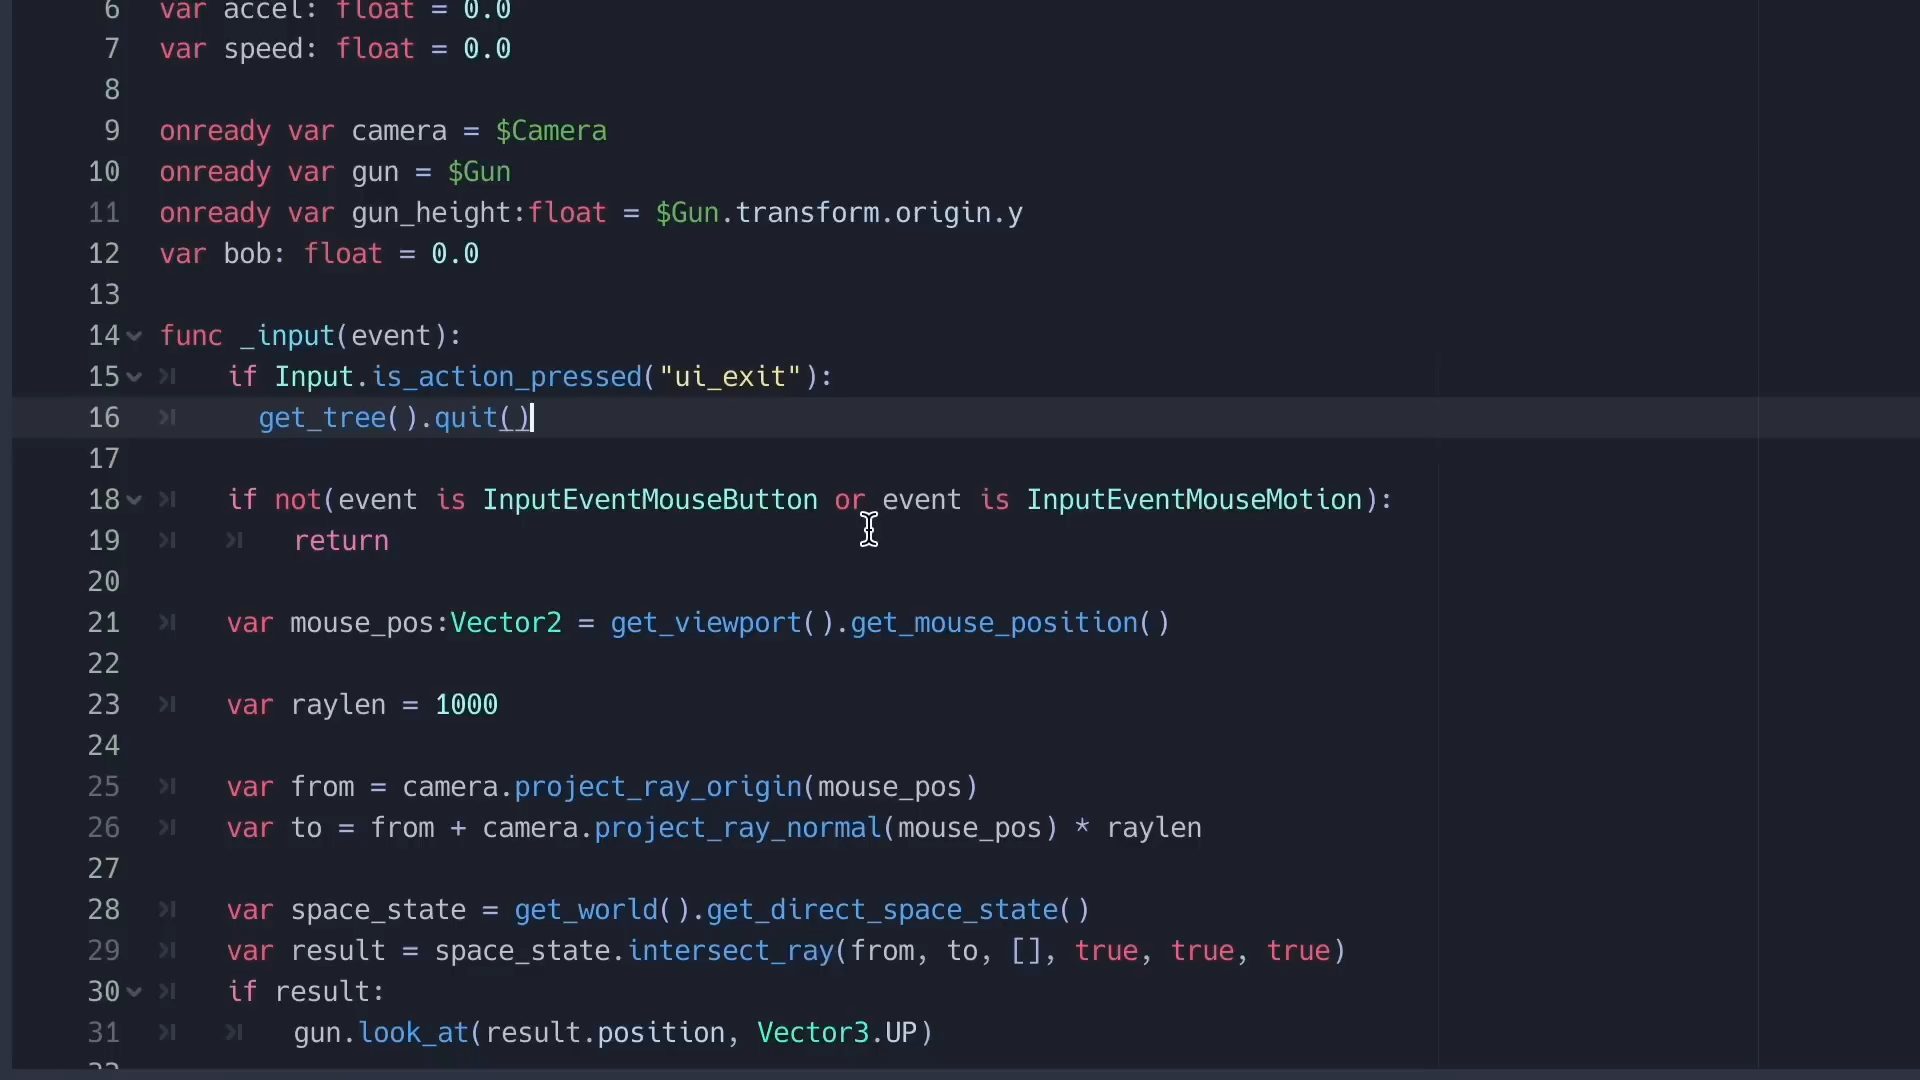 6 var accel: float = 0.0
7 var speed: float = 0.0
8
9 onready var camera = $Camera
10 onready var gun = $Gun
11 onready var gun_height:float = $Gun.transform.origin.y
12 var bob: float = 0.0
13
14 func _input(event):
15 if Input.is_action_pressed("ui_exit"):
16 get_tree().quit()
17
18 if not(event is InputEventMouseButton or event is InputEventMouseMotion):
19 return
20
21 var mouse_pos:Vector2 = get_viewport().get_mouse_position()
22
23 var raylen = 1000
24
25 var from = camera.project_ray_origin(mouse_pos)
26 var to = from + camera.project_ray_normal(mouse_pos) * raylen
27
28 var space_state = get_world().get_direct_space_state()
29 var result = space_state.intersect_ray(from, to, [], true, true, true)
30 if result:
31 gun.look_at(result.position, Vector3.UP)